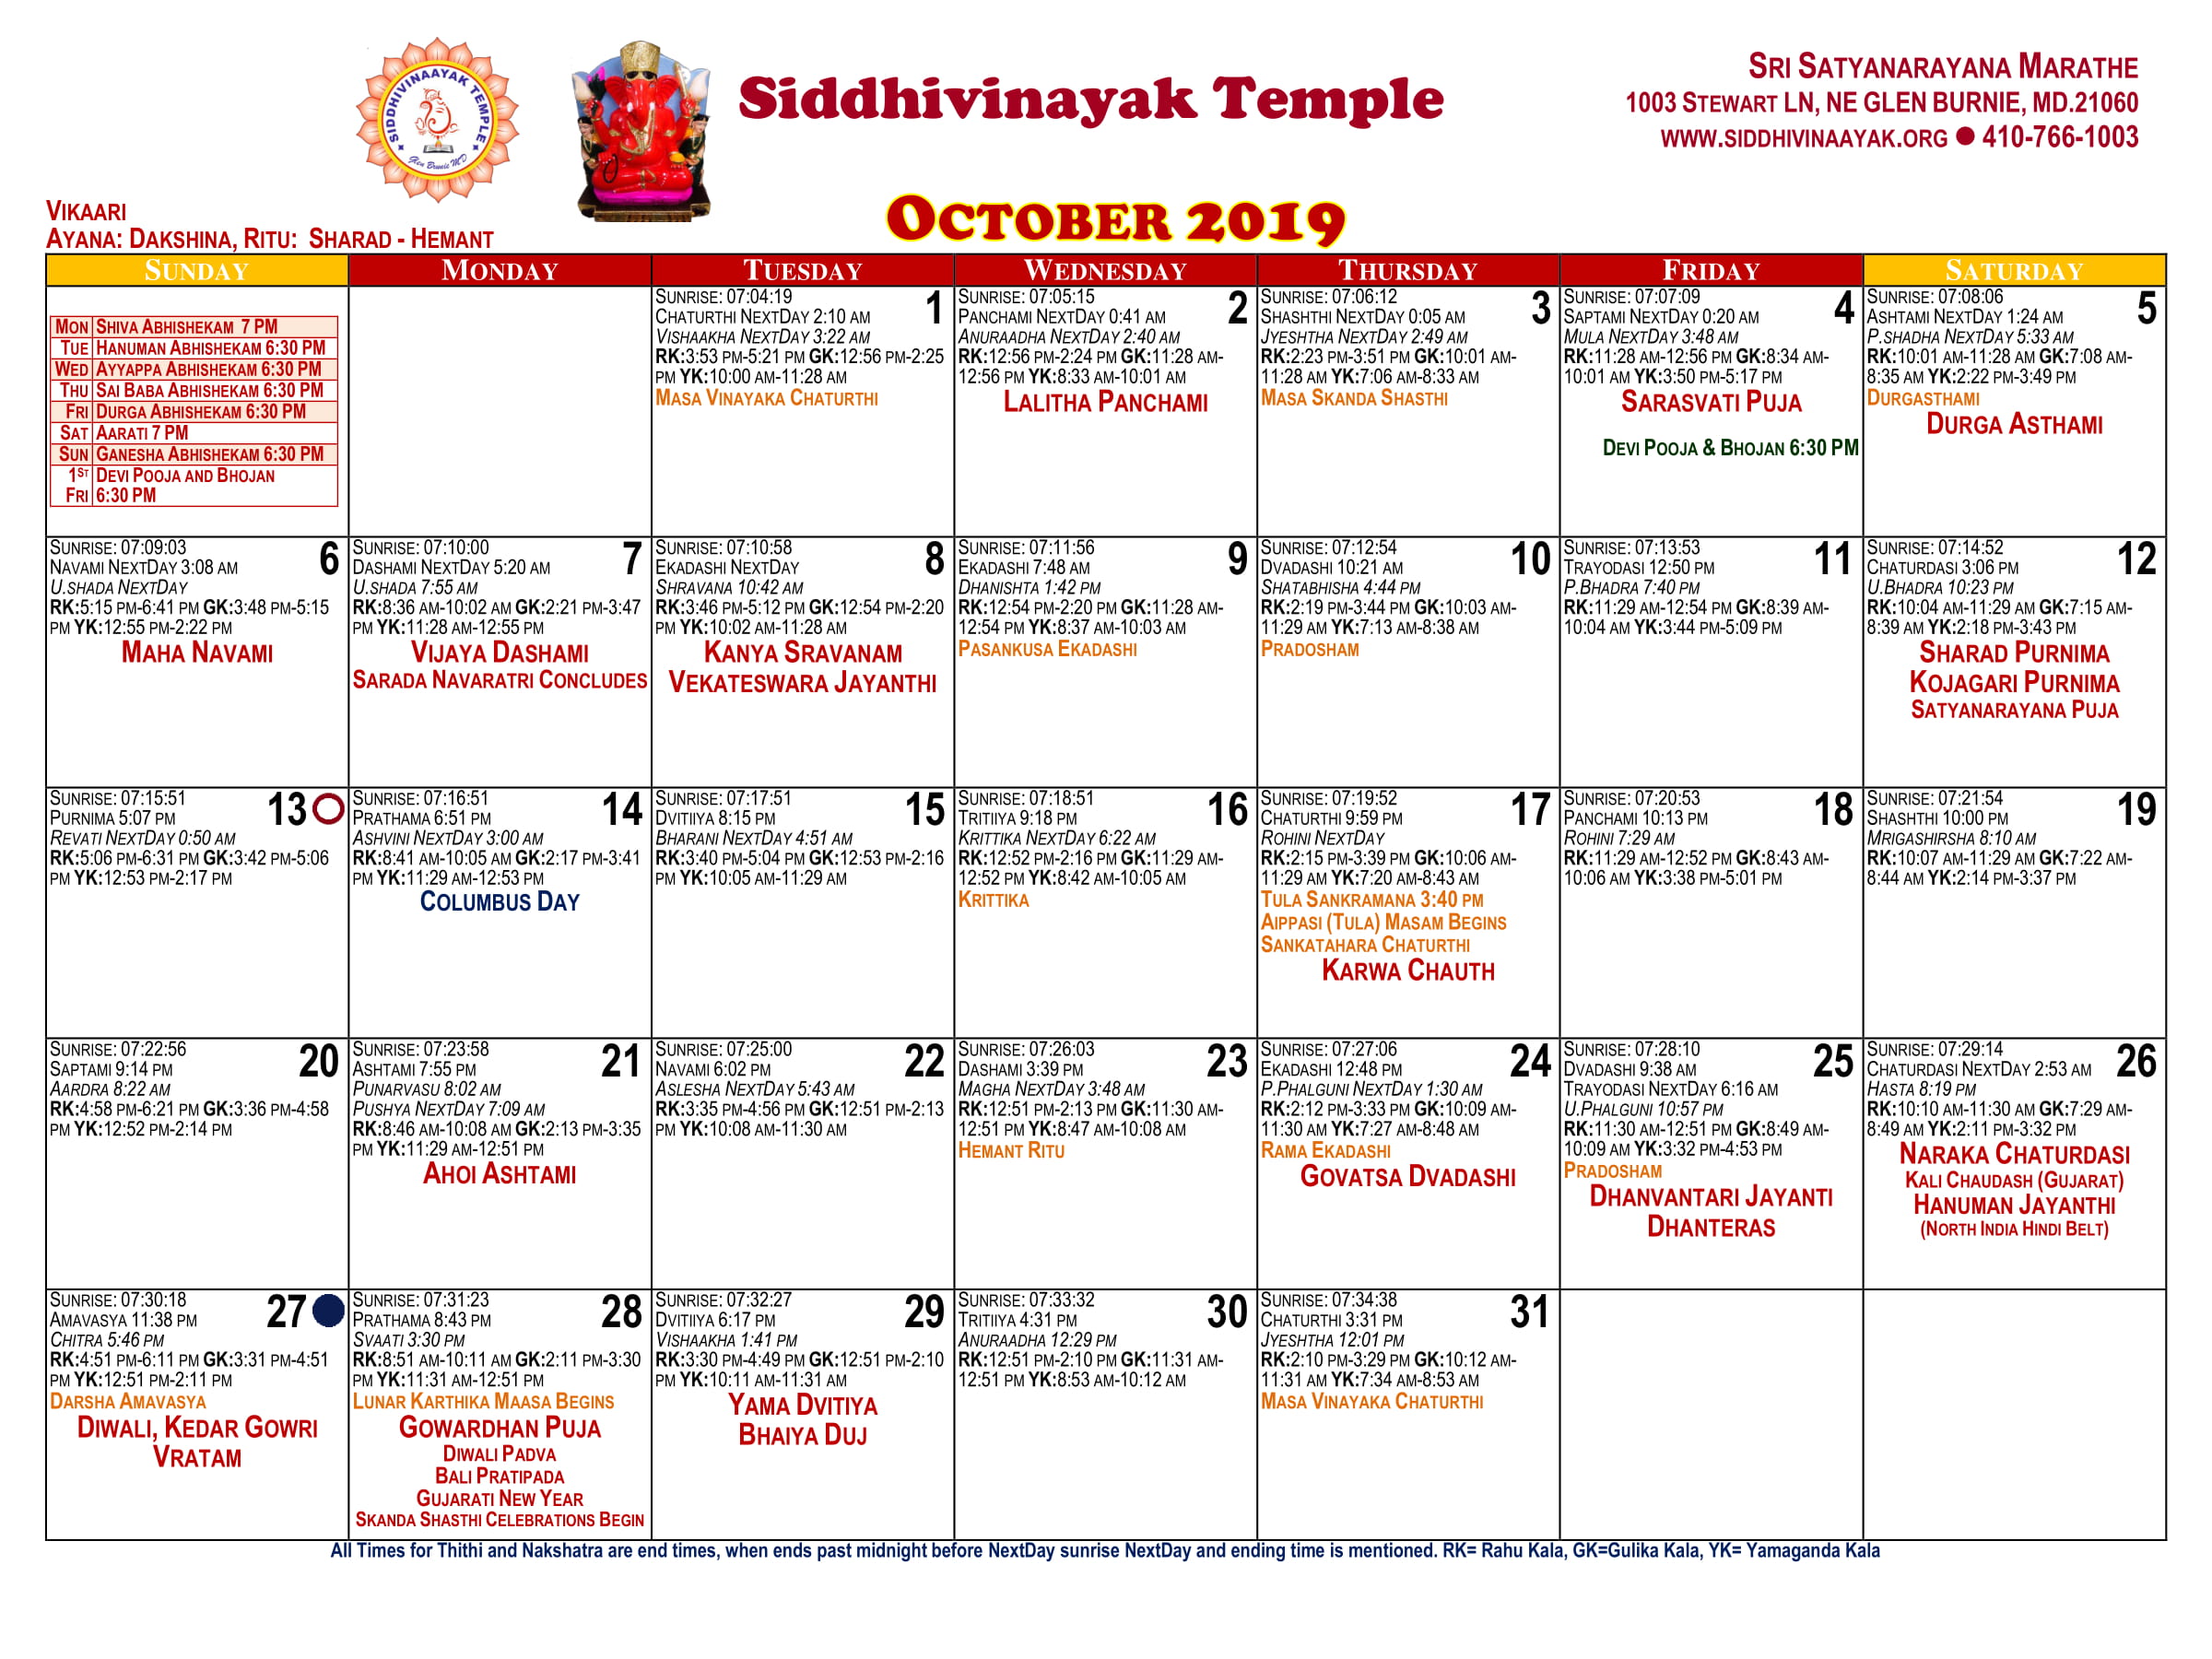 SIDDHIVINAAYAK TEMPLE
Glen Burnie MD
Siddhivinayak Temple
SRI SATYANARAYANA MARATHE
1003 STEWART LN, NE GLEN BURNIE, MD.21060
WWW.SIDDHIVINAAYAK.ORG ● 410-766-1003
VIKAARI
AYANA: DAKSHINA, RITU: SHARAD - HEMANT
OCTOBER 2019
SUNDAY MONDAY TUESDAY WEDNESDAY THURSDAY FRIDAY SATURDAY
MON SHIVA ABHISHEKAM 7 PM
TUE HANUMAN ABHISHEKAM 6:30 PM
WED AYYAPPA ABHISHEKAM 6:30 PM
THU SAI BABA ABHISHEKAM 6:30 PM
FRI DURGA ABHISHEKAM 6:30 PM
SAT AARATI 7 PM
SUN GANESHA ABHISHEKAM 6:30 PM
1ST DEVI POOJA AND BHOJAN
FRI 6:30 PM
SUNRISE: 07:04:19 1
CHATURTHI NEXTDAY 2:10 AM
VISHAAKHA NEXTDAY 3:22 AM
RK:3:53 PM-5:21 PM GK:12:56 PM-2:25
PM YK:10:00 AM-11:28 AM
MASA VINAYAKA CHATURTHI
SUNRISE: 07:05:15 2
PANCHAMI NEXTDAY 0:41 AM
ANURAADHA NEXTDAY 2:40 AM
RK:12:56 PM-2:24 PM GK:11:28 AM-
12:56 PM YK:8:33 AM-10:01 AM
LALITHA PANCHAMI
SUNRISE: 07:06:12 3
SHASHTHI NEXTDAY 0:05 AM
JYESHTHA NEXTDAY 2:49 AM
RK:2:23 PM-3:51 PM GK:10:01 AM-
11:28 AM YK:7:06 AM-8:33 AM
MASA SKANDA SHASTHI
SUNRISE: 07:07:09 4
SAPTAMI NEXTDAY 0:20 AM
MULA NEXTDAY 3:48 AM
RK:11:28 AM-12:56 PM GK:8:34 AM-
10:01 AM YK:3:50 PM-5:17 PM
SARASVATI PUJA
DEVI POOJA & BHOJAN 6:30 PM
SUNRISE: 07:08:06 5
ASHTAMI NEXTDAY 1:24 AM
P.SHADHA NEXTDAY 5:33 AM
RK:10:01 AM-11:28 AM GK:7:08 AM-
8:35 AM YK:2:22 PM-3:49 PM
DURGASTHAMI
DURGA ASTHAMI
SUNRISE: 07:09:03 6
NAVAMI NEXTDAY 3:08 AM
U.SHADA NEXTDAY
RK:5:15 PM-6:41 PM GK:3:48 PM-5:15
PM YK:12:55 PM-2:22 PM
MAHA NAVAMI
SUNRISE: 07:10:00 7
DASHAMI NEXTDAY 5:20 AM
U.SHADA 7:55 AM
RK:8:36 AM-10:02 AM GK:2:21 PM-3:47
PM YK:11:28 AM-12:55 PM
VIJAYA DASHAMI
SARADA NAVARATRI CONCLUDES
SUNRISE: 07:10:58 8
EKADASHI NEXTDAY
SHRAVANA 10:42 AM
RK:3:46 PM-5:12 PM GK:12:54 PM-2:20
PM YK:10:02 AM-11:28 AM
KANYA SRAVANAM
VEKATESWARA JAYANTHI
SUNRISE: 07:11:56 9
EKADASHI 7:48 AM
DHANISHTA 1:42 PM
RK:12:54 PM-2:20 PM GK:11:28 AM-
12:54 PM YK:8:37 AM-10:03 AM
PASANKUSA EKADASHI
SUNRISE: 07:12:54 10
DVADASHI 10:21 AM
SHATABHISHA 4:44 PM
RK:2:19 PM-3:44 PM GK:10:03 AM-
11:29 AM YK:7:13 AM-8:38 AM
PRADOSHAM
SUNRISE: 07:13:53 11
TRAYODASI 12:50 PM
P.BHADRA 7:40 PM
RK:11:29 AM-12:54 PM GK:8:39 AM-
10:04 AM YK:3:44 PM-5:09 PM
SUNRISE: 07:14:52 12
CHATURDASI 3:06 PM
U.BHADRA 10:23 PM
RK:10:04 AM-11:29 AM GK:7:15 AM-
8:39 AM YK:2:18 PM-3:43 PM
SHARAD PURNIMA
KOJAGARI PURNIMA
SATYANARAYANA PUJA
SUNRISE: 07:15:51 13
PURNIMA 5:07 PM
REVATI NEXTDAY 0:50 AM
RK:5:06 PM-6:31 PM GK:3:42 PM-5:06
PM YK:12:53 PM-2:17 PM
SUNRISE: 07:16:51 14
PRATHAMA 6:51 PM
ASHVINI NEXTDAY 3:00 AM
RK:8:41 AM-10:05 AM GK:2:17 PM-3:41
PM YK:11:29 AM-12:53 PM
COLUMBUS DAY
SUNRISE: 07:17:51 15
DVITIIYA 8:15 PM
BHARANI NEXTDAY 4:51 AM
RK:3:40 PM-5:04 PM GK:12:53 PM-2:16
PM YK:10:05 AM-11:29 AM
SUNRISE: 07:18:51 16
TRITIIYA 9:18 PM
KRITTIKA NEXTDAY 6:22 AM
RK:12:52 PM-2:16 PM GK:11:29 AM-
12:52 PM YK:8:42 AM-10:05 AM
KRITTIKA
SUNRISE: 07:19:52 17
CHATURTHI 9:59 PM
ROHINI NEXTDAY
RK:2:15 PM-3:39 PM GK:10:06 AM-
11:29 AM YK:7:20 AM-8:43 AM
TULA SANKRAMANA 3:40 PM
AIPPASI (TULA) MASAM BEGINS
SANKATAHARA CHATURTHI
KARWA CHAUTH
SUNRISE: 07:20:53 18
PANCHAMI 10:13 PM
ROHINI 7:29 AM
RK:11:29 AM-12:52 PM GK:8:43 AM-
10:06 AM YK:3:38 PM-5:01 PM
SUNRISE: 07:21:54 19
SHASHTHI 10:00 PM
MRIGASHIRSHA 8:10 AM
RK:10:07 AM-11:29 AM GK:7:22 AM-
8:44 AM YK:2:14 PM-3:37 PM
SUNRISE: 07:22:56 20
SAPTAMI 9:14 PM
AARDRA 8:22 AM
RK:4:58 PM-6:21 PM GK:3:36 PM-4:58
PM YK:12:52 PM-2:14 PM
SUNRISE: 07:23:58 21
ASHTAMI 7:55 PM
PUNARVASU 8:02 AM
PUSHYA NEXTDAY 7:09 AM
RK:8:46 AM-10:08 AM GK:2:13 PM-3:35
PM YK:11:29 AM-12:51 PM
AHOI ASHTAMI
SUNRISE: 07:25:00 22
NAVAMI 6:02 PM
ASLESHA NEXTDAY 5:43 AM
RK:3:35 PM-4:56 PM GK:12:51 PM-2:13
PM YK:10:08 AM-11:30 AM
SUNRISE: 07:26:03 23
DASHAMI 3:39 PM
MAGHA NEXTDAY 3:48 AM
RK:12:51 PM-2:13 PM GK:11:30 AM-
12:51 PM YK:8:47 AM-10:08 AM
HEMANT RITU
SUNRISE: 07:27:06 24
EKADASHI 12:48 PM
P.PHALGUNI NEXTDAY 1:30 AM
RK:2:12 PM-3:33 PM GK:10:09 AM-
11:30 AM YK:7:27 AM-8:48 AM
RAMA EKADASHI
GOVATSA DVADASHI
SUNRISE: 07:28:10 25
DVADASHI 9:38 AM
TRAYODASI NEXTDAY 6:16 AM
U.PHALGUNI 10:57 PM
RK:11:30 AM-12:51 PM GK:8:49 AM-
10:09 AM YK:3:32 PM-4:53 PM
PRADOSHAM
DHANVANTARI JAYANTI
DHANTERAS
SUNRISE: 07:29:14 26
CHATURDASI NEXTDAY 2:53 AM
HASTA 8:19 PM
RK:10:10 AM-11:30 AM GK:7:29 AM-
8:49 AM YK:2:11 PM-3:32 PM
NARAKA CHATURDASI
KALI CHAUDASH (GUJARAT)
HANUMAN JAYANTHI
(NORTH INDIA HINDI BELT)
SUNRISE: 07:30:18 27
AMAVASYA 11:38 PM
CHITRA 5:46 PM
RK:4:51 PM-6:11 PM GK:3:31 PM-4:51
PM YK:12:51 PM-2:11 PM
DARSHA AMAVASYA
DIWALI, KEDAR GOWRI
VRATAM
SUNRISE: 07:31:23 28
PRATHAMA 8:43 PM
SVAATI 3:30 PM
RK:8:51 AM-10:11 AM GK:2:11 PM-3:30
PM YK:11:31 AM-12:51 PM
LUNAR KARTHIKA MAASA BEGINS
GOWARDHAN PUJA
DIWALI PADVA
BALI PRATIPADA
GUJARATI NEW YEAR
SKANDA SHASTHI CELEBRATIONS BEGIN
SUNRISE: 07:32:27 29
DVITIIYA 6:17 PM
VISHAAKHA 1:41 PM
RK:3:30 PM-4:49 PM GK:12:51 PM-2:10
PM YK:10:11 AM-11:31 AM
YAMA DVITIYA
BHAIYA DUJ
SUNRISE: 07:33:32 30
TRITIIYA 4:31 PM
ANURAADHA 12:29 PM
RK:12:51 PM-2:10 PM GK:11:31 AM-
12:51 PM YK:8:53 AM-10:12 AM
SUNRISE: 07:34:38 31
CHATURTHI 3:31 PM
JYESHTHA 12:01 PM
RK:2:10 PM-3:29 PM GK:10:12 AM-
11:31 AM YK:7:34 AM-8:53 AM
MASA VINAYAKA CHATURTHI
All Times for Thithi and Nakshatra are end times, when ends past midnight before NextDay sunrise NextDay and ending time is mentioned. RK= Rahu Kala, GK=Gulika Kala, YK= Yamaganda Kala